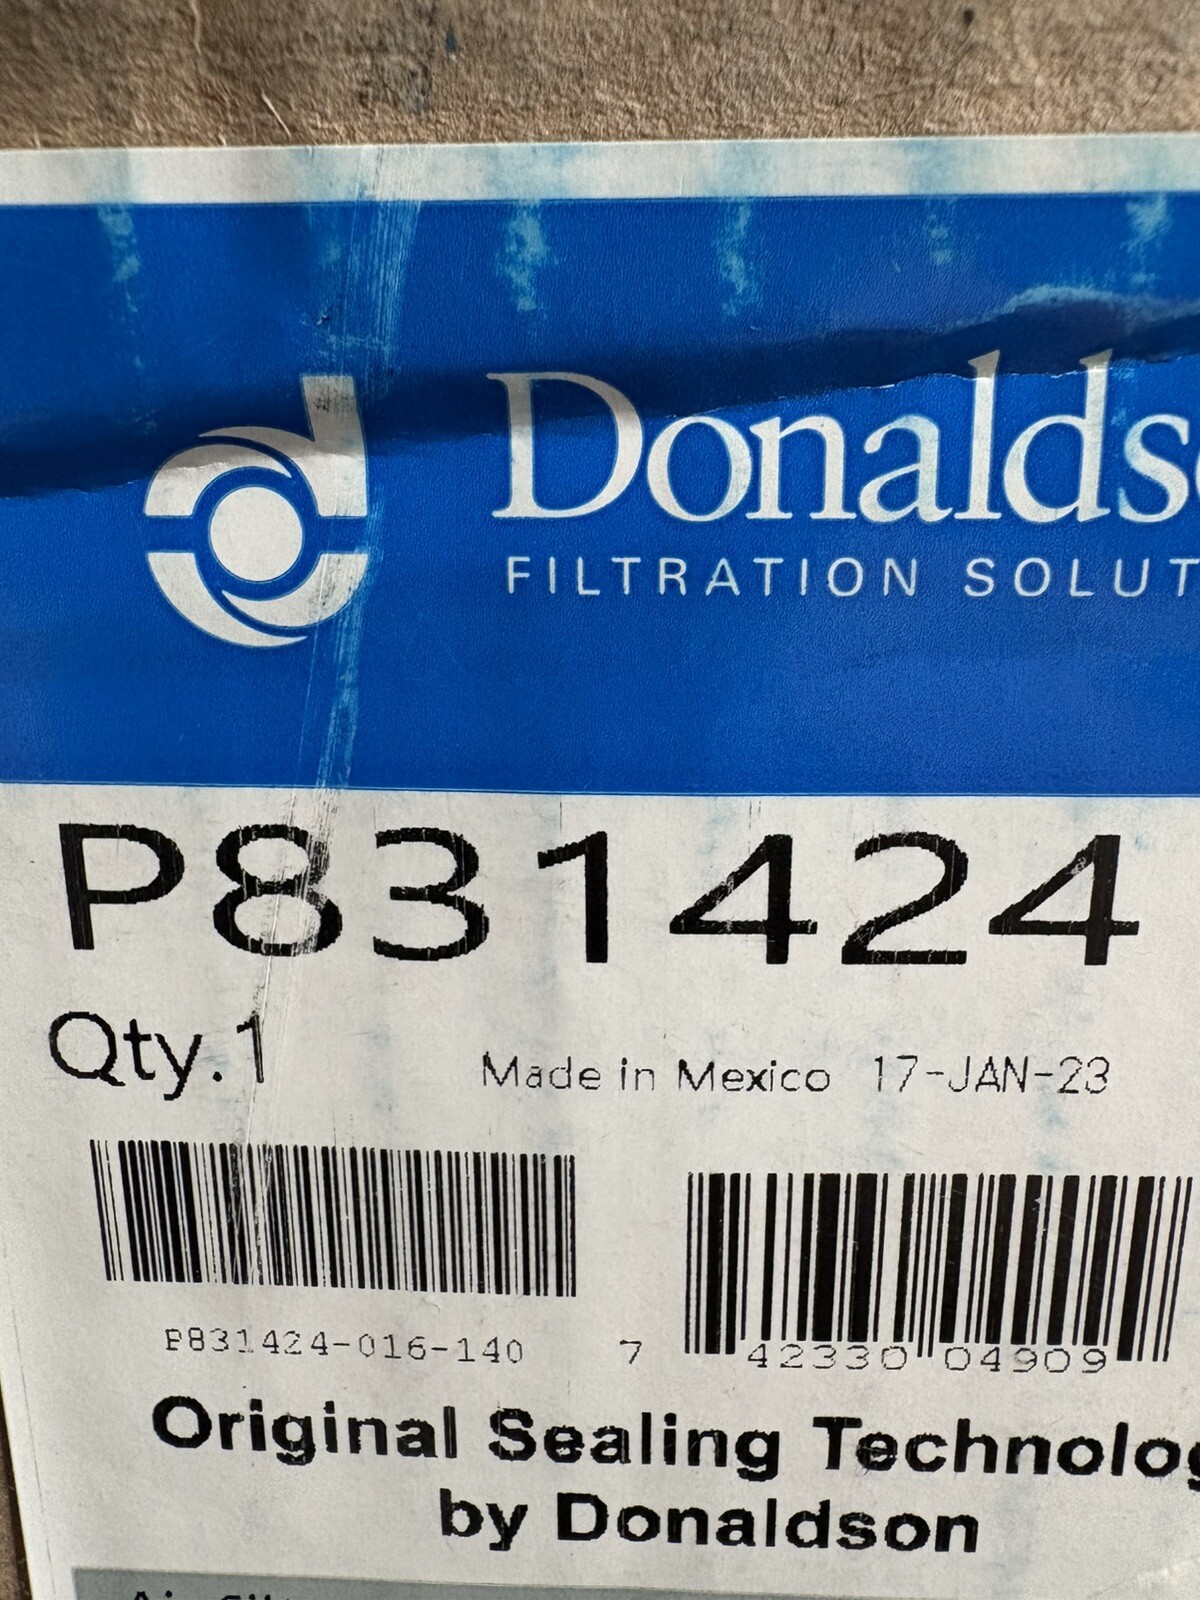 Donaldso
FILTRATION SOLUT
P831424
Qty.1
Made in Mexico 17-JAN-23
P831424-016-140
7 42330 04909
Original Sealing Technolog
by Donaldson